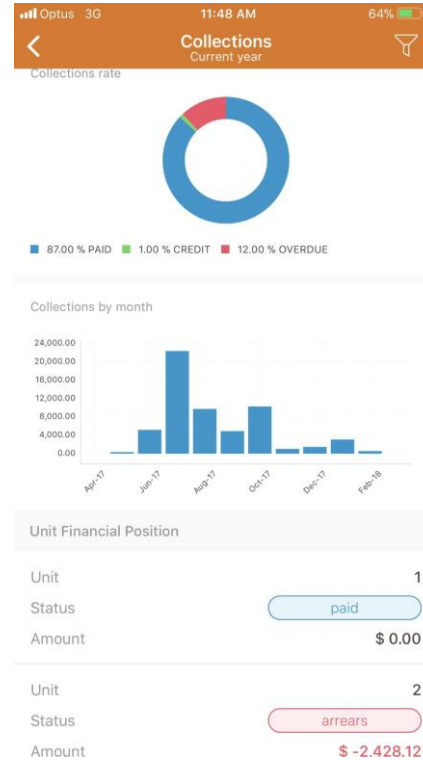 Optus 3G 11:48 AM 64%
Collections
Current year
Collections rate
87.00 % PAID 1.00 % CREDIT 12.00 % OVERDUE
Collections by month
24,000.00
20,000.00
16,000.00
12,000.00
8,000.00
4,000.00
0.00
Apr-17 Jun-17 Aug-17 Oct-17 Dec-17 Feb-18
Unit Financial Position
Unit 1
Status paid
Amount $ 0.00
Unit 2
Status arrears
Amount $ -2.428.12